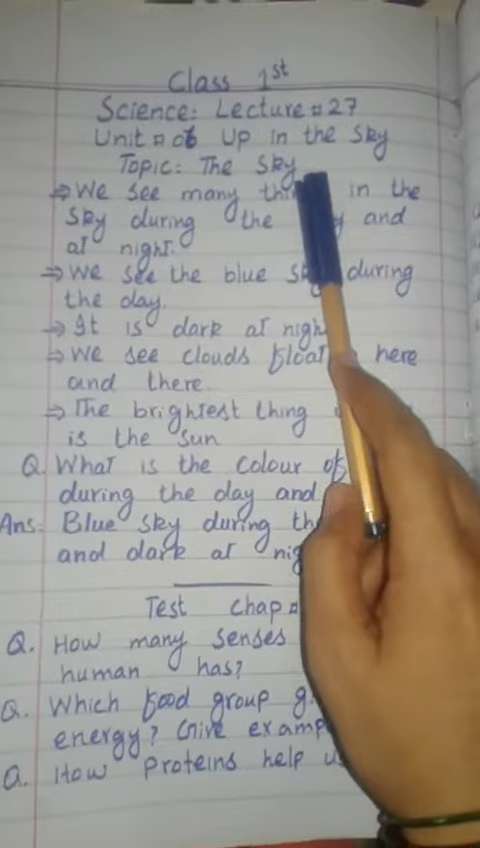 Class 1st
Science: Lecture # 27
Unit # 06 Up in the Sky
Topic: The Sky
⇒ We see many in the
sky during the and
at night.
⇒ We see the blue during
the day.
⇒ It is dark at
⇒ We see clouds here
and there.
⇒ The brightest thing
is the sun
Q. What is the colour of
during the day and
Ans: Blue sky during
and dark at
Test Chap #
Q. How many senses
human has?
Q. Which food group
energy? Give
Q. How Proteins help